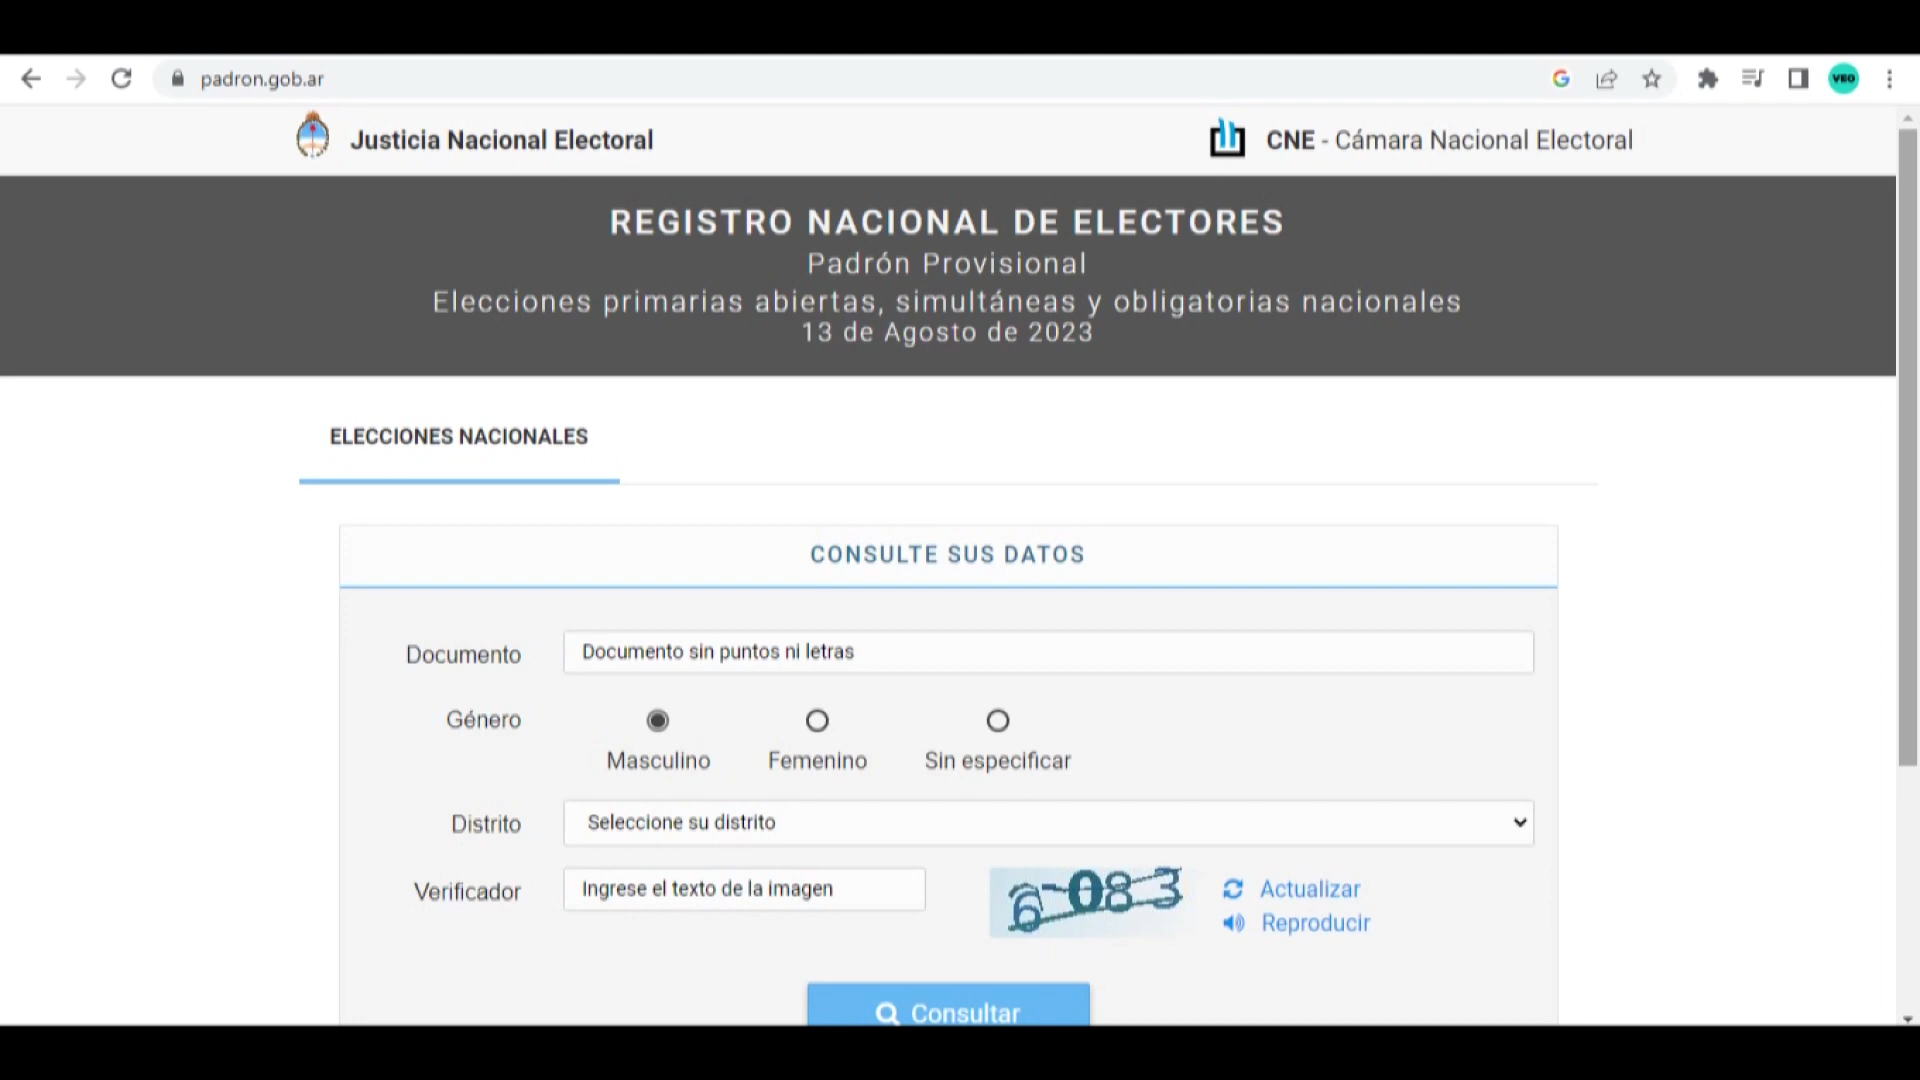 padron.gob.ar
VEO
Justicia Nacional Electoral
CNE - Cámara Nacional Electoral
REGISTRO NACIONAL DE ELECTORES
Padrón Provisional
Elecciones primarias abiertas, simultáneas y obligatorias nacionales
13 de Agosto de 2023
ELECCIONES NACIONALES
CONSULTE SUS DATOS
Documento Documento sin puntos ni letras
Género
Masculino Femenino Sin especificar
Distrito Seleccione su distrito
Verificador Ingrese el texto de la imagen 6083 Actualizar
Reproducir
Consultar